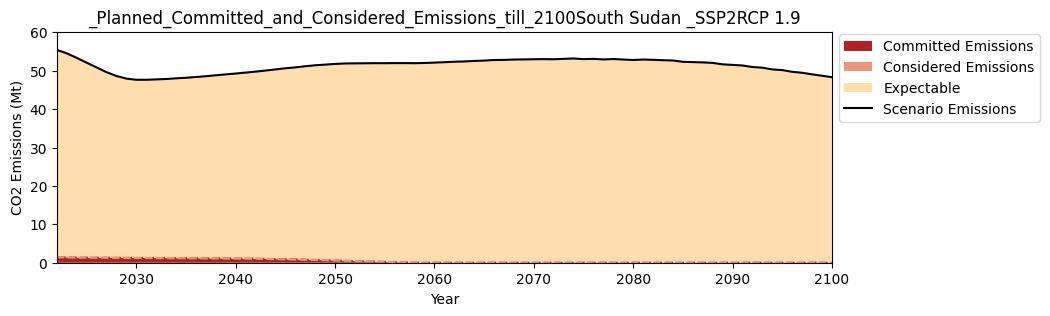 _Planned_Committed_and_Considered_Emissions_till_2100South Sudan _SSP2RCP 1.9
60
50
40
30
20
10
0
CO2 Emissions (Mt)
2030 2040 2050 2060 2070 2080 2090 2100
Year
Committed Emissions
Considered Emissions
Expectable
Scenario Emissions